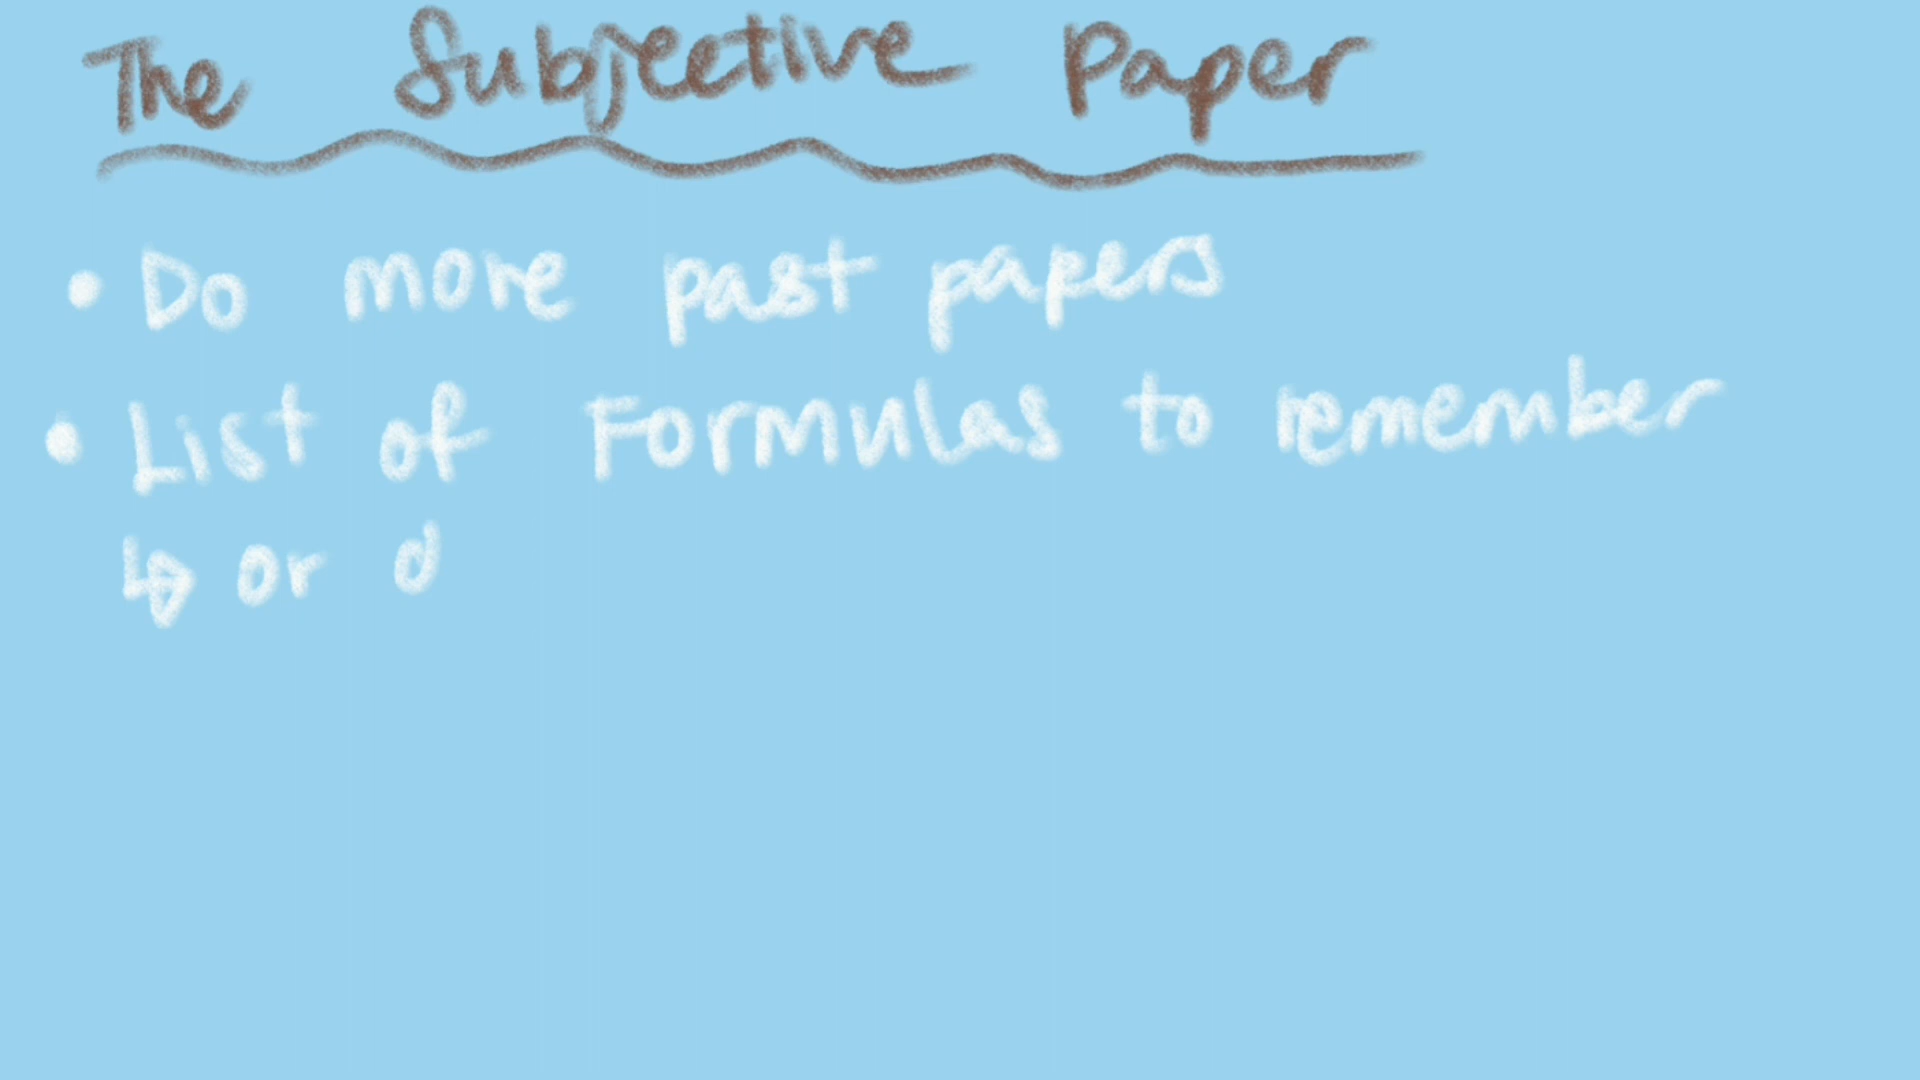 The Subjective Paper
• Do more past papers
• List of Formulas to remember
↳ or d